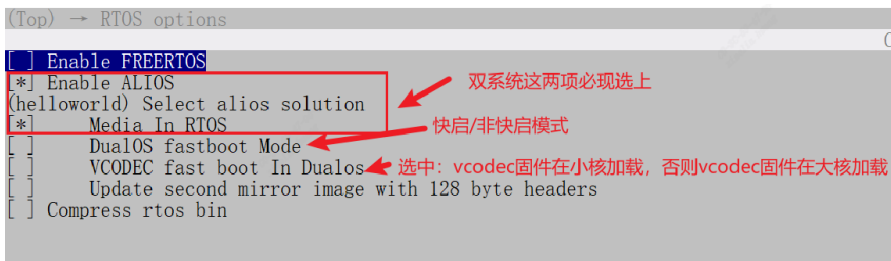 (Top) → RTOS options
[ ] Enable FREERTOS
[*] Enable ALIOS
双系统这两项必现选上
(helloworld) Select alios solution
[*] Media In RTOS
快启/非快启模式
[ ] DualOS fastboot Mode
[ ] VCODEC fast boot In Dualos
选中：vcodec固件在小核加载，否则vcodec固件在大核加载
[ ] Update second mirror image with 128 byte headers
[ ] Compress rtos bin